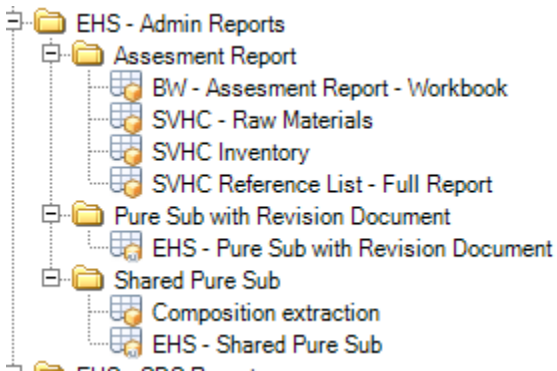 EHS - Admin Reports
Assesment Report
BW - Assesment Report - Workbook
SVHC - Raw Materials
SVHC Inventory
SVHC Reference List - Full Report
Pure Sub with Revision Document
EHS - Pure Sub with Revision Document
Shared Pure Sub
Composition extraction
EHS - Shared Pure Sub